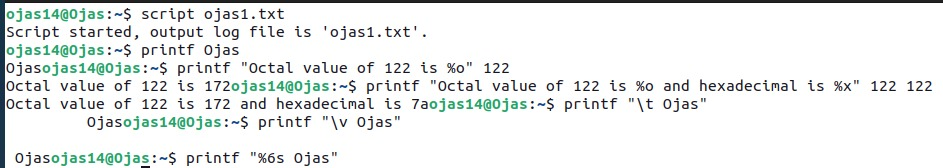 ojas14@Ojas:~$ script ojas1.txt
Script started, output log file is 'ojas1.txt'.
ojas14@Ojas:~$ printf Ojas
Ojasojas14@Ojas:~$ printf "Octal value of 122 is %o" 122
Octal value of 122 is 172ojas14@Ojas:~$ printf "Octal value of 122 is %o and hexadecimal is %x" 122 122
Octal value of 122 is 172 and hexadecimal is 7aojas14@Ojas:~$ printf "\t Ojas"
         Ojasojas14@Ojas:~$ printf "\v Ojas"

 Ojasojas14@Ojas:~$ printf "%6s Ojas"